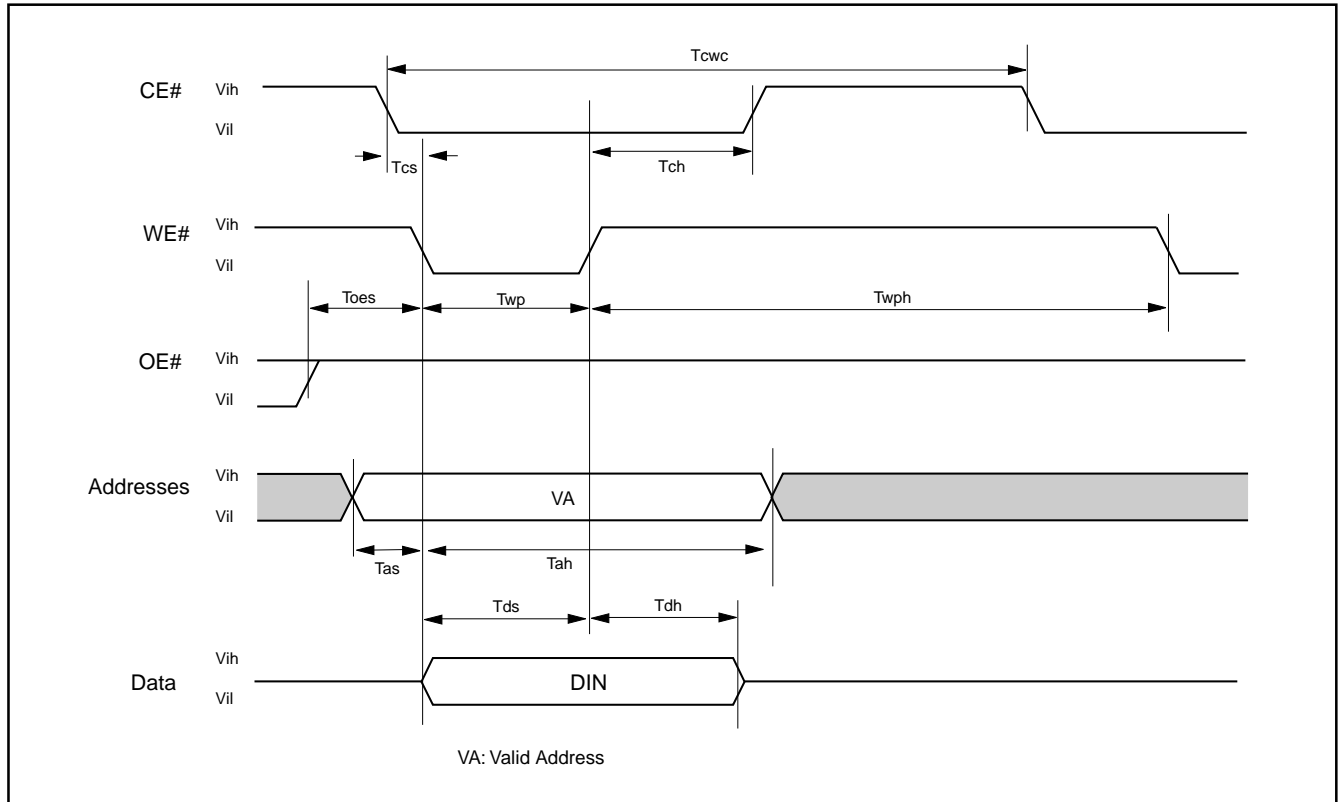 Tcwc
CE#
Vih
Vil
Tcs
Tch
WE#
Vih
Vil
Toes
Twp
Twph
OE#
Vih
Vil
Addresses
Vih
Vil
VA
Tas
Tah
Tds
Tdh
Data
Vih
Vil
DIN
VA: Valid Address